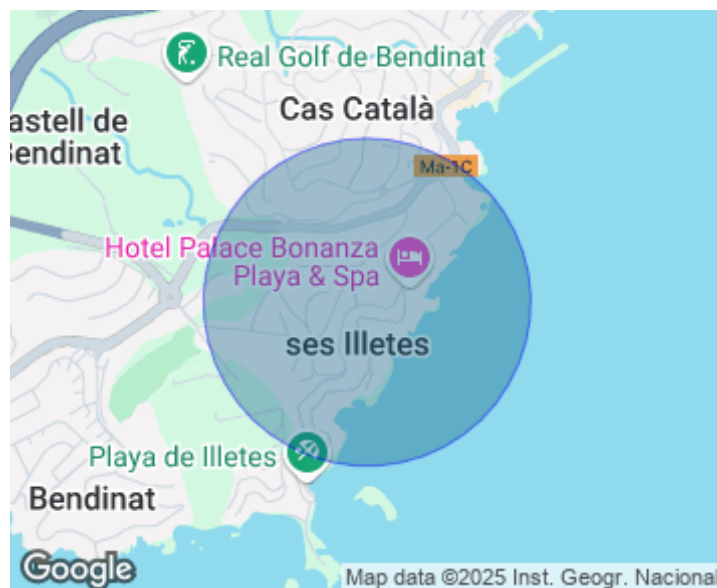 Real Golf de Bendinat
Cas Català
astell de
Bendinat
Ma-1C
Hotel Palace Bonanza
Playa & Spa
ses Illetes
Playa de Illetes
Bendinat
Google
Map data ©2025 Inst. Geogr. Nacional